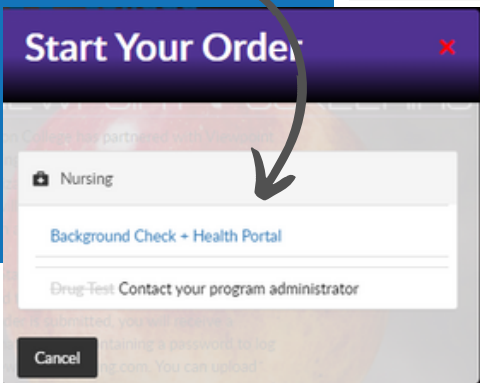 Start Your Order
×
Nursing
Background Check + Health Portal
Drug Test Contact your program administrator
Cancel